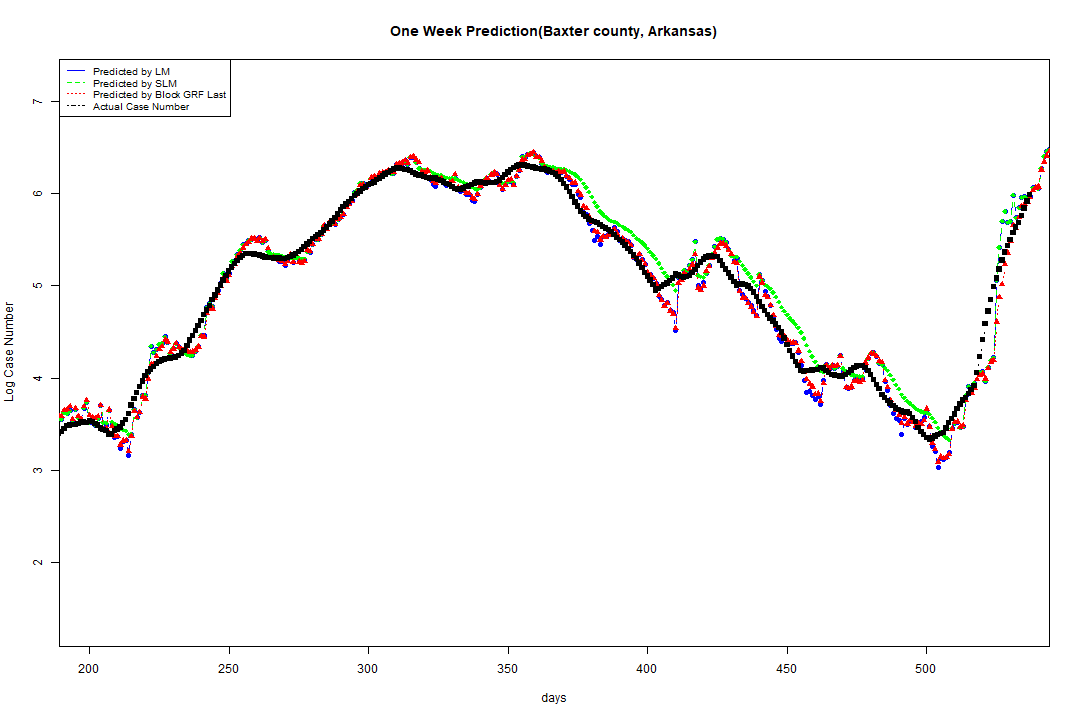 One Week Prediction(Baxter county, Arkansas)
Predicted by LM
Predicted by SLM
Predicted by Block GRF Last
Actual Case Number
7
6
5
4
3
2
Log Case Number
200 250 300 350 400 450 500
days